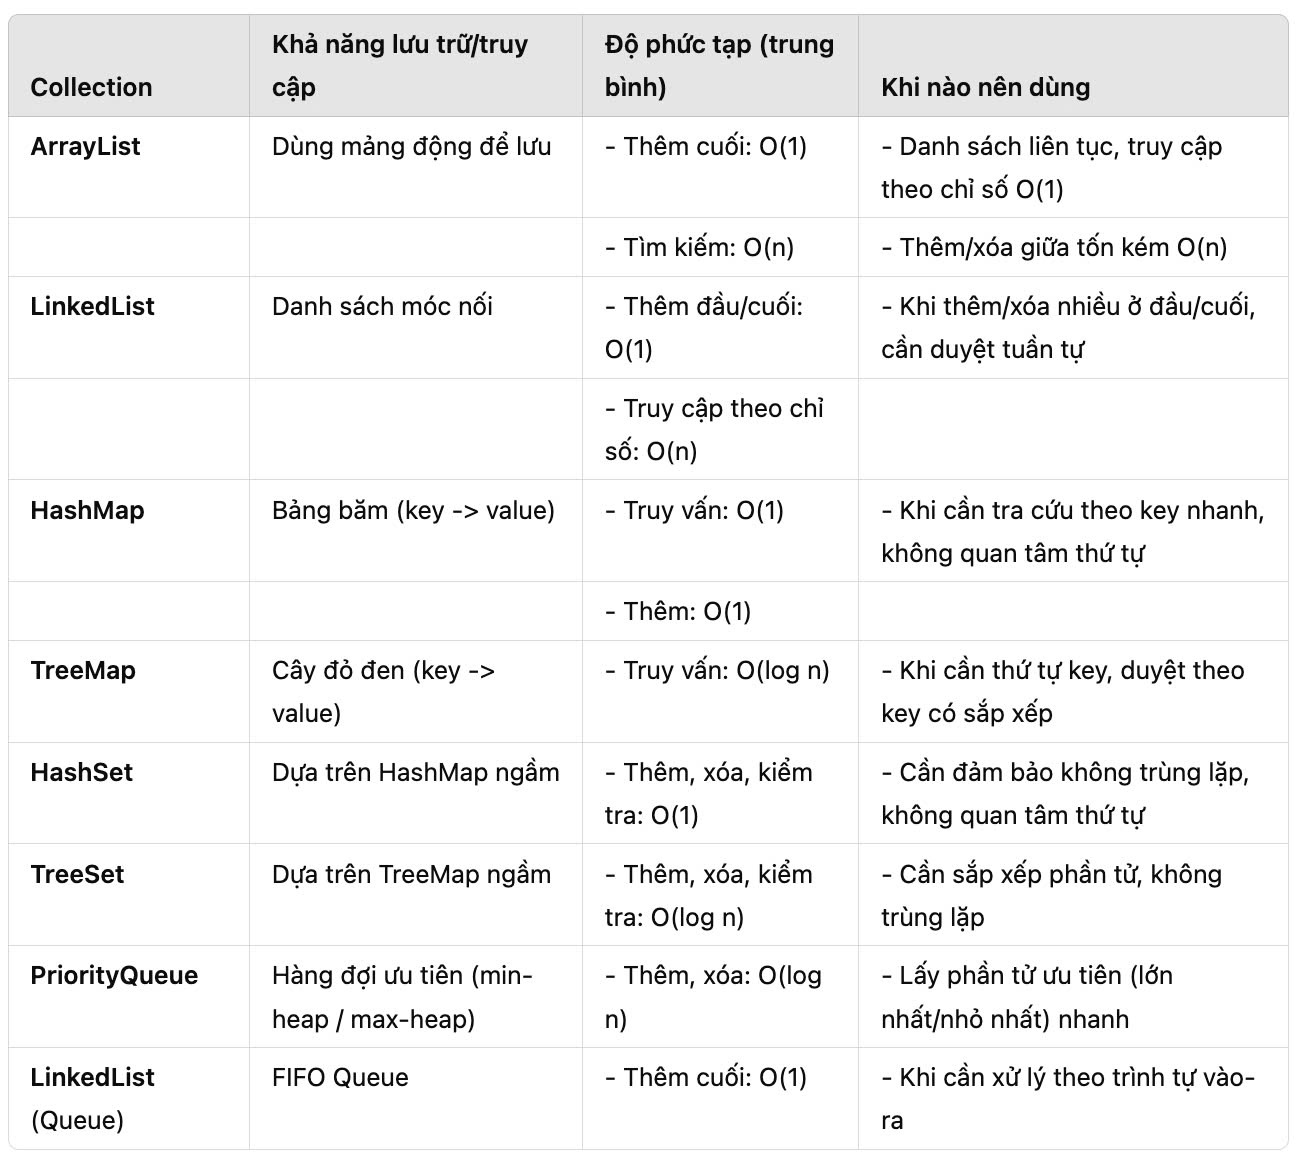 Collection
Khả năng lưu trữ/truy
cập
Độ phức tạp (trung
bình)
Khi nào nên dùng
ArrayList
Dùng mảng động để lưu
- Thêm cuối: O(1)
- Danh sách liên tục, truy cập
theo chỉ số O(1)
- Tìm kiếm: O(n)
- Thêm/xóa giữa tốn kém O(n)
LinkedList
Danh sách móc nối
- Thêm đầu/cuối:
O(1)
- Khi thêm/xóa nhiều ở đầu/cuối,
cần duyệt tuần tự
- Truy cập theo chỉ
số: O(n)
HashMap
Bảng băm (key -> value)
- Truy vấn: O(1)
- Khi cần tra cứu theo key nhanh,
không quan tâm thứ tự
- Thêm: O(1)
TreeMap
Cây đỏ đen (key ->
value)
- Truy vấn: O(log n)
- Khi cần thứ tự key, duyệt theo
key có sắp xếp
HashSet
Dựa trên HashMap ngầm
- Thêm, xóa, kiểm
tra: O(1)
- Cần đảm bảo không trùng lặp,
không quan tâm thứ tự
TreeSet
Dựa trên TreeMap ngầm
- Thêm, xóa, kiểm
tra: O(log n)
- Cần sắp xếp phần tử, không
trùng lặp
PriorityQueue
Hàng đợi ưu tiên (min-
heap / max-heap)
- Thêm, xóa: O(log
n)
- Lấy phần tử ưu tiên (lớn
nhất/nhỏ nhất) nhanh
LinkedList
(Queue)
FIFO Queue
- Thêm cuối: O(1)
- Khi cần xử lý theo trình tự vào-
ra